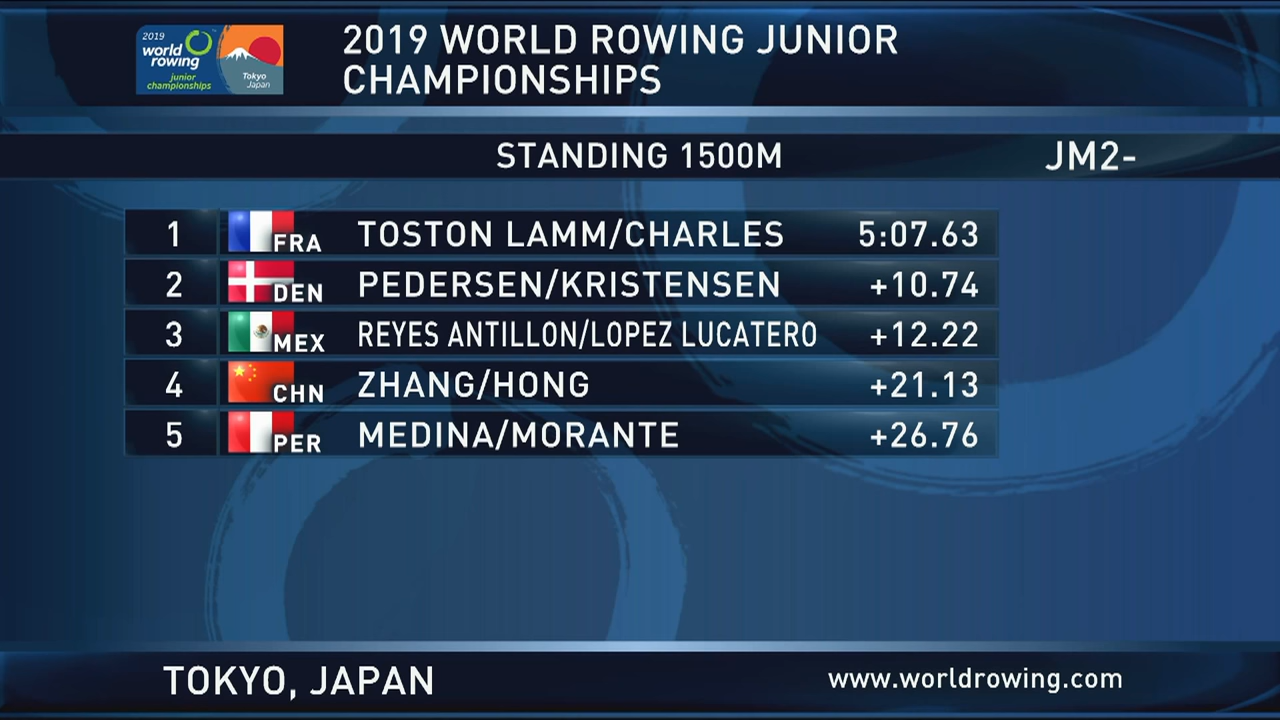 2019
world
rowing
junior
championships
Tokyo
Japan
2019 WORLD ROWING JUNIOR
CHAMPIONSHIPS
STANDING 1500M JM2-
1 FRA TOSTON LAMM/CHARLES 5:07.63
2 DEN PEDERSEN/KRISTENSEN +10.74
3 MEX REYES ANTILLON/LOPEZ LUCATERO +12.22
4 CHN ZHANG/HONG +21.13
5 PER MEDINA/MORANTE +26.76
TOKYO, JAPAN www.worldrowing.com